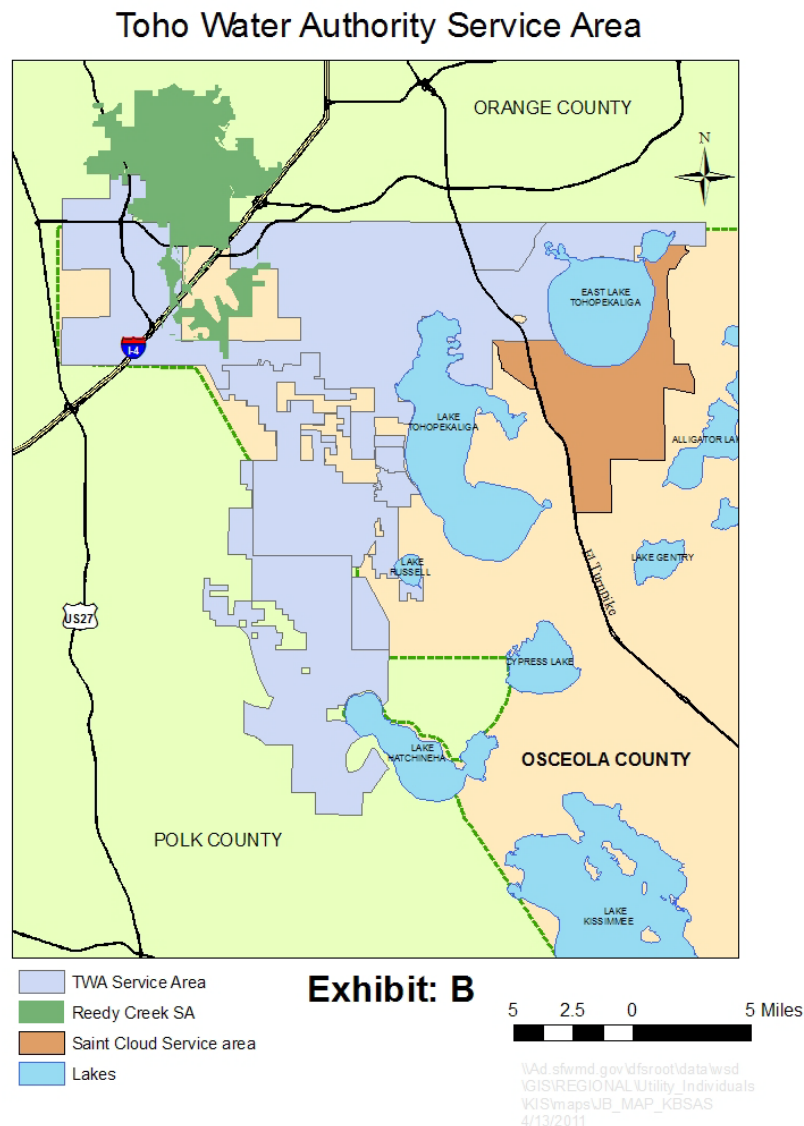 Toho Water Authority Service Area
ORANGE COUNTY
N
EAST LAKE
TOHOPEKALIGA
I-4
LAKE
TOHOPEKALIGA
ALLIGATOR LAK
LAKE
RUSSELL
LAKE GENTRY
Fl Turnpike
US27
CYPRESS LAKE
LAKE
HATCHINEHA
OSCEOLA COUNTY
POLK COUNTY
LAKE
KISSIMMEE
TWA Service Area
Reedy Creek SA
Saint Cloud Service area
Lakes
Exhibit: B
5 2.5 0 5 Miles
\\Ad.sfwmd.gov\dfsroot\data\wsd
\GIS\REGIONAL\Utility_Individuals
\KIS\maps\JB_MAP_KBSAS
4/13/2011